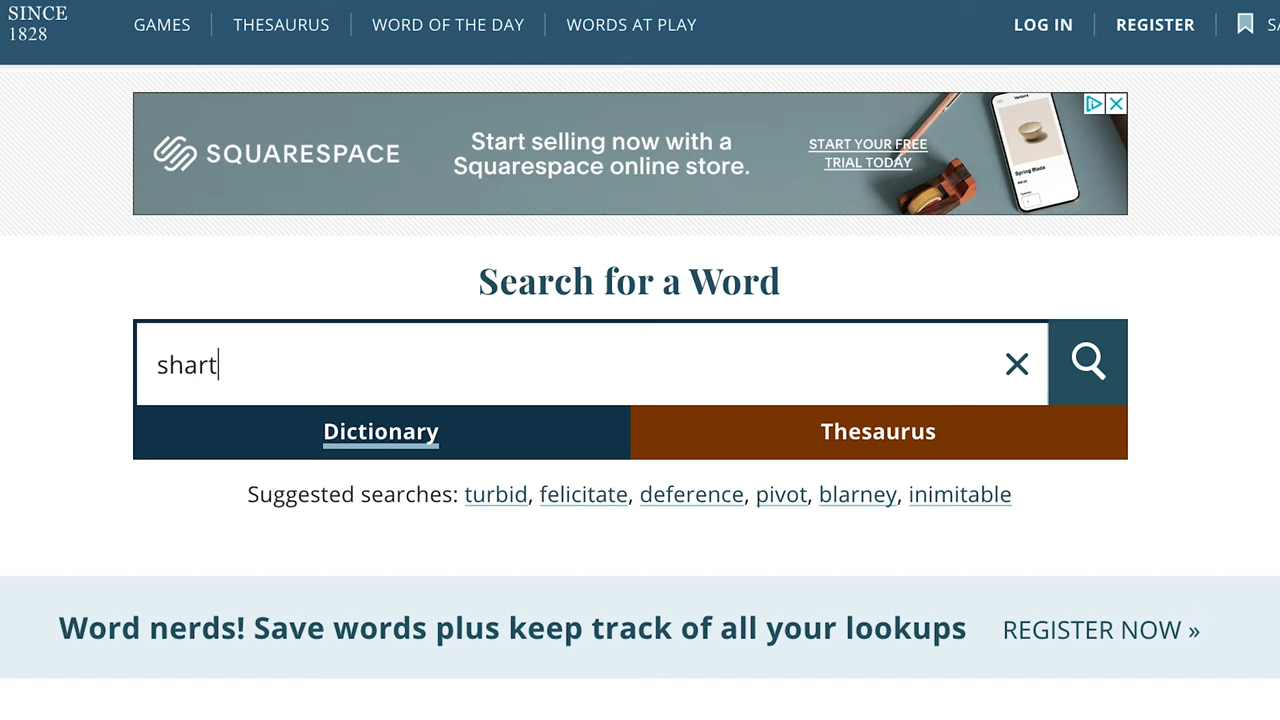 SINCE
1828
GAMES THESAURUS WORD OF THE DAY WORDS AT PLAY LOG IN REGISTER
SQUARESPACE
Start selling now with a
Squarespace online store.
START YOUR FREE
TRIAL TODAY
Spring Blade
Search for a Word
shart
Dictionary Thesaurus
Suggested searches: turbid, felicitate, deference, pivot, blarney, inimitable
Word nerds! Save words plus keep track of all your lookups REGISTER NOW »